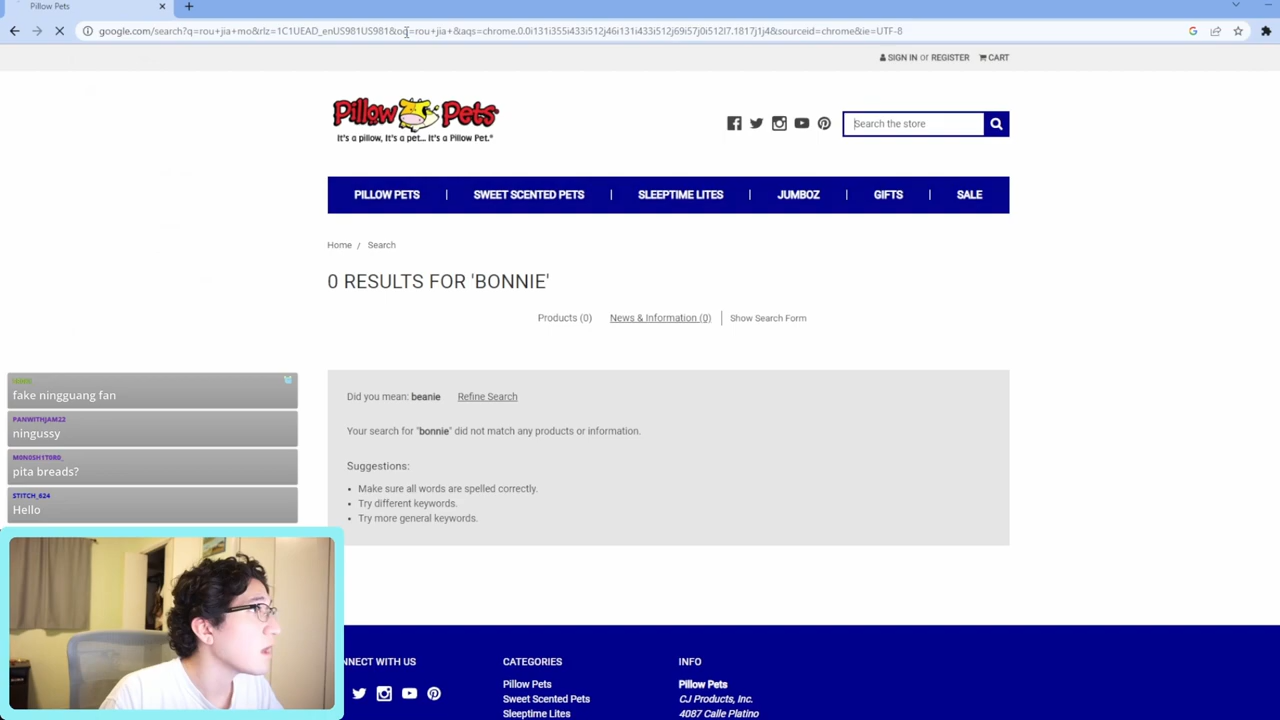 Pillow Pets
google.com/search?q=rou+jia+mo&rlz=1C1UEAD_enUS981US981&oq=rou+jia+&aqs=chrome.0.0i131i355i433i512j46i131i433i512j69i57j0i512l7.1817j1j4&sourceid=chrome&ie=UTF-8
SIGN IN or REGISTER CART
Pillow Pets
It's a pillow, It's a pet... It's a Pillow Pet.®
Search the store
PILLOW PETS | SWEET SCENTED PETS | SLEEPTIME LITES | JUMBOZ | GIFTS | SALE
Home / Search
0 RESULTS FOR 'BONNIE'
Products (0) News & Information (0) Show Search Form
Did you mean: beanie Refine Search
Your search for "bonnie" did not match any products or information.
Suggestions:
• Make sure all words are spelled correctly.
• Try different keywords.
• Try more general keywords.
fake ningguang fan
PANWITHJAM22
ningussy
M0N0SH1T0R0_
pita breads?
STITCH_624
Hello
NNECT WITH US
CATEGORIES
Pillow Pets
Sweet Scented Pets
Sleeptime Lites
INFO
Pillow Pets
CJ Products, Inc.
4087 Calle Platino